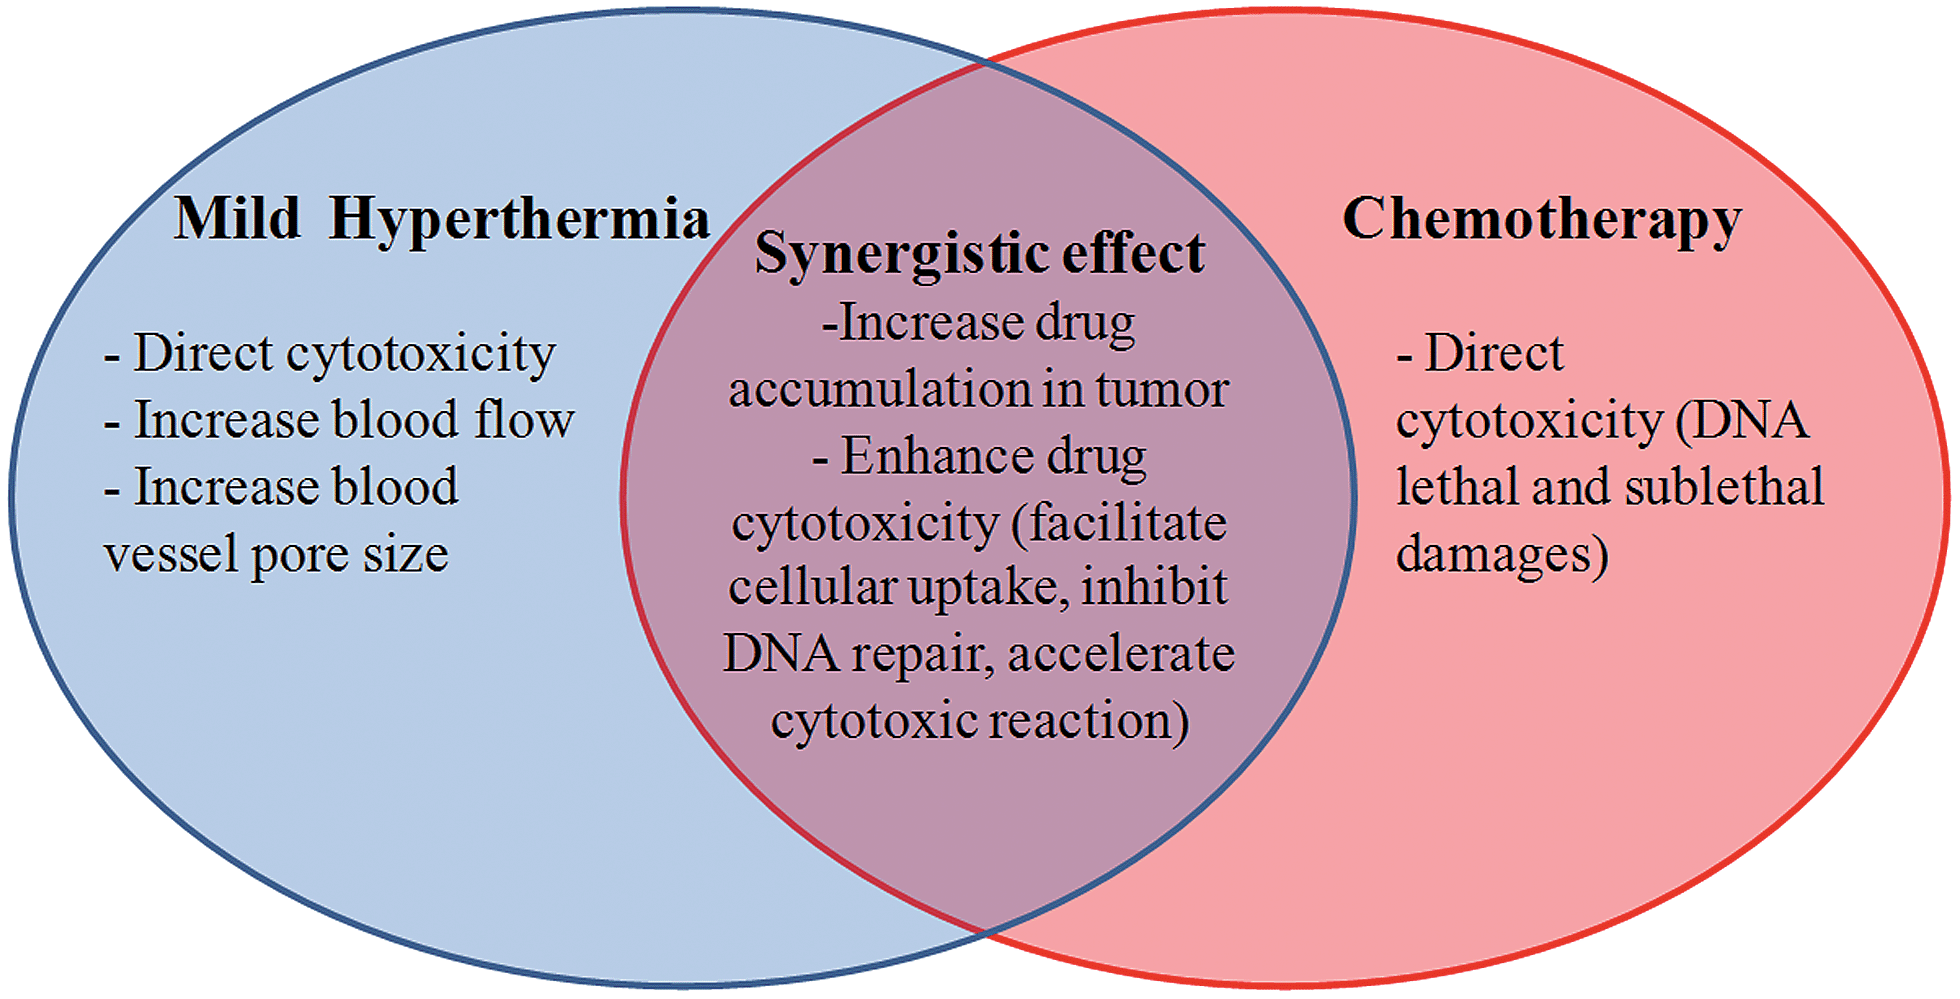 Mild Hyperthermia
- Direct cytotoxicity
- Increase blood flow
- Increase blood
vessel pore size
Synergistic effect
-Increase drug
accumulation in tumor
- Enhance drug
cytotoxicity (facilitate
cellular uptake, inhibit
DNA repair, accelerate
cytotoxic reaction)
Chemotherapy
- Direct
cytotoxicity (DNA
lethal and sublethal
damages)